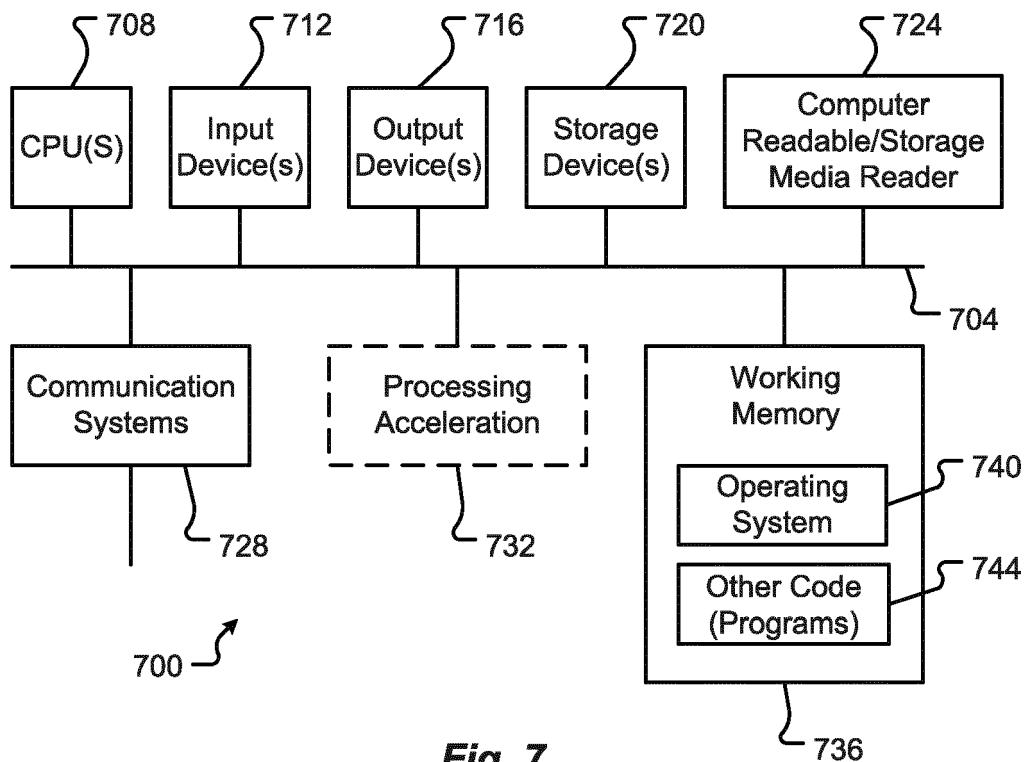 708
712
716
720
724
CPU(S)
Input
Device(s)
Output
Device(s)
Storage
Device(s)
Computer
Readable/Storage
Media Reader
704
Communication
Systems
728
Processing
Acceleration
732
Working
Memory
Operating
System
740
Other Code
(Programs)
744
736
700
Fig. 7